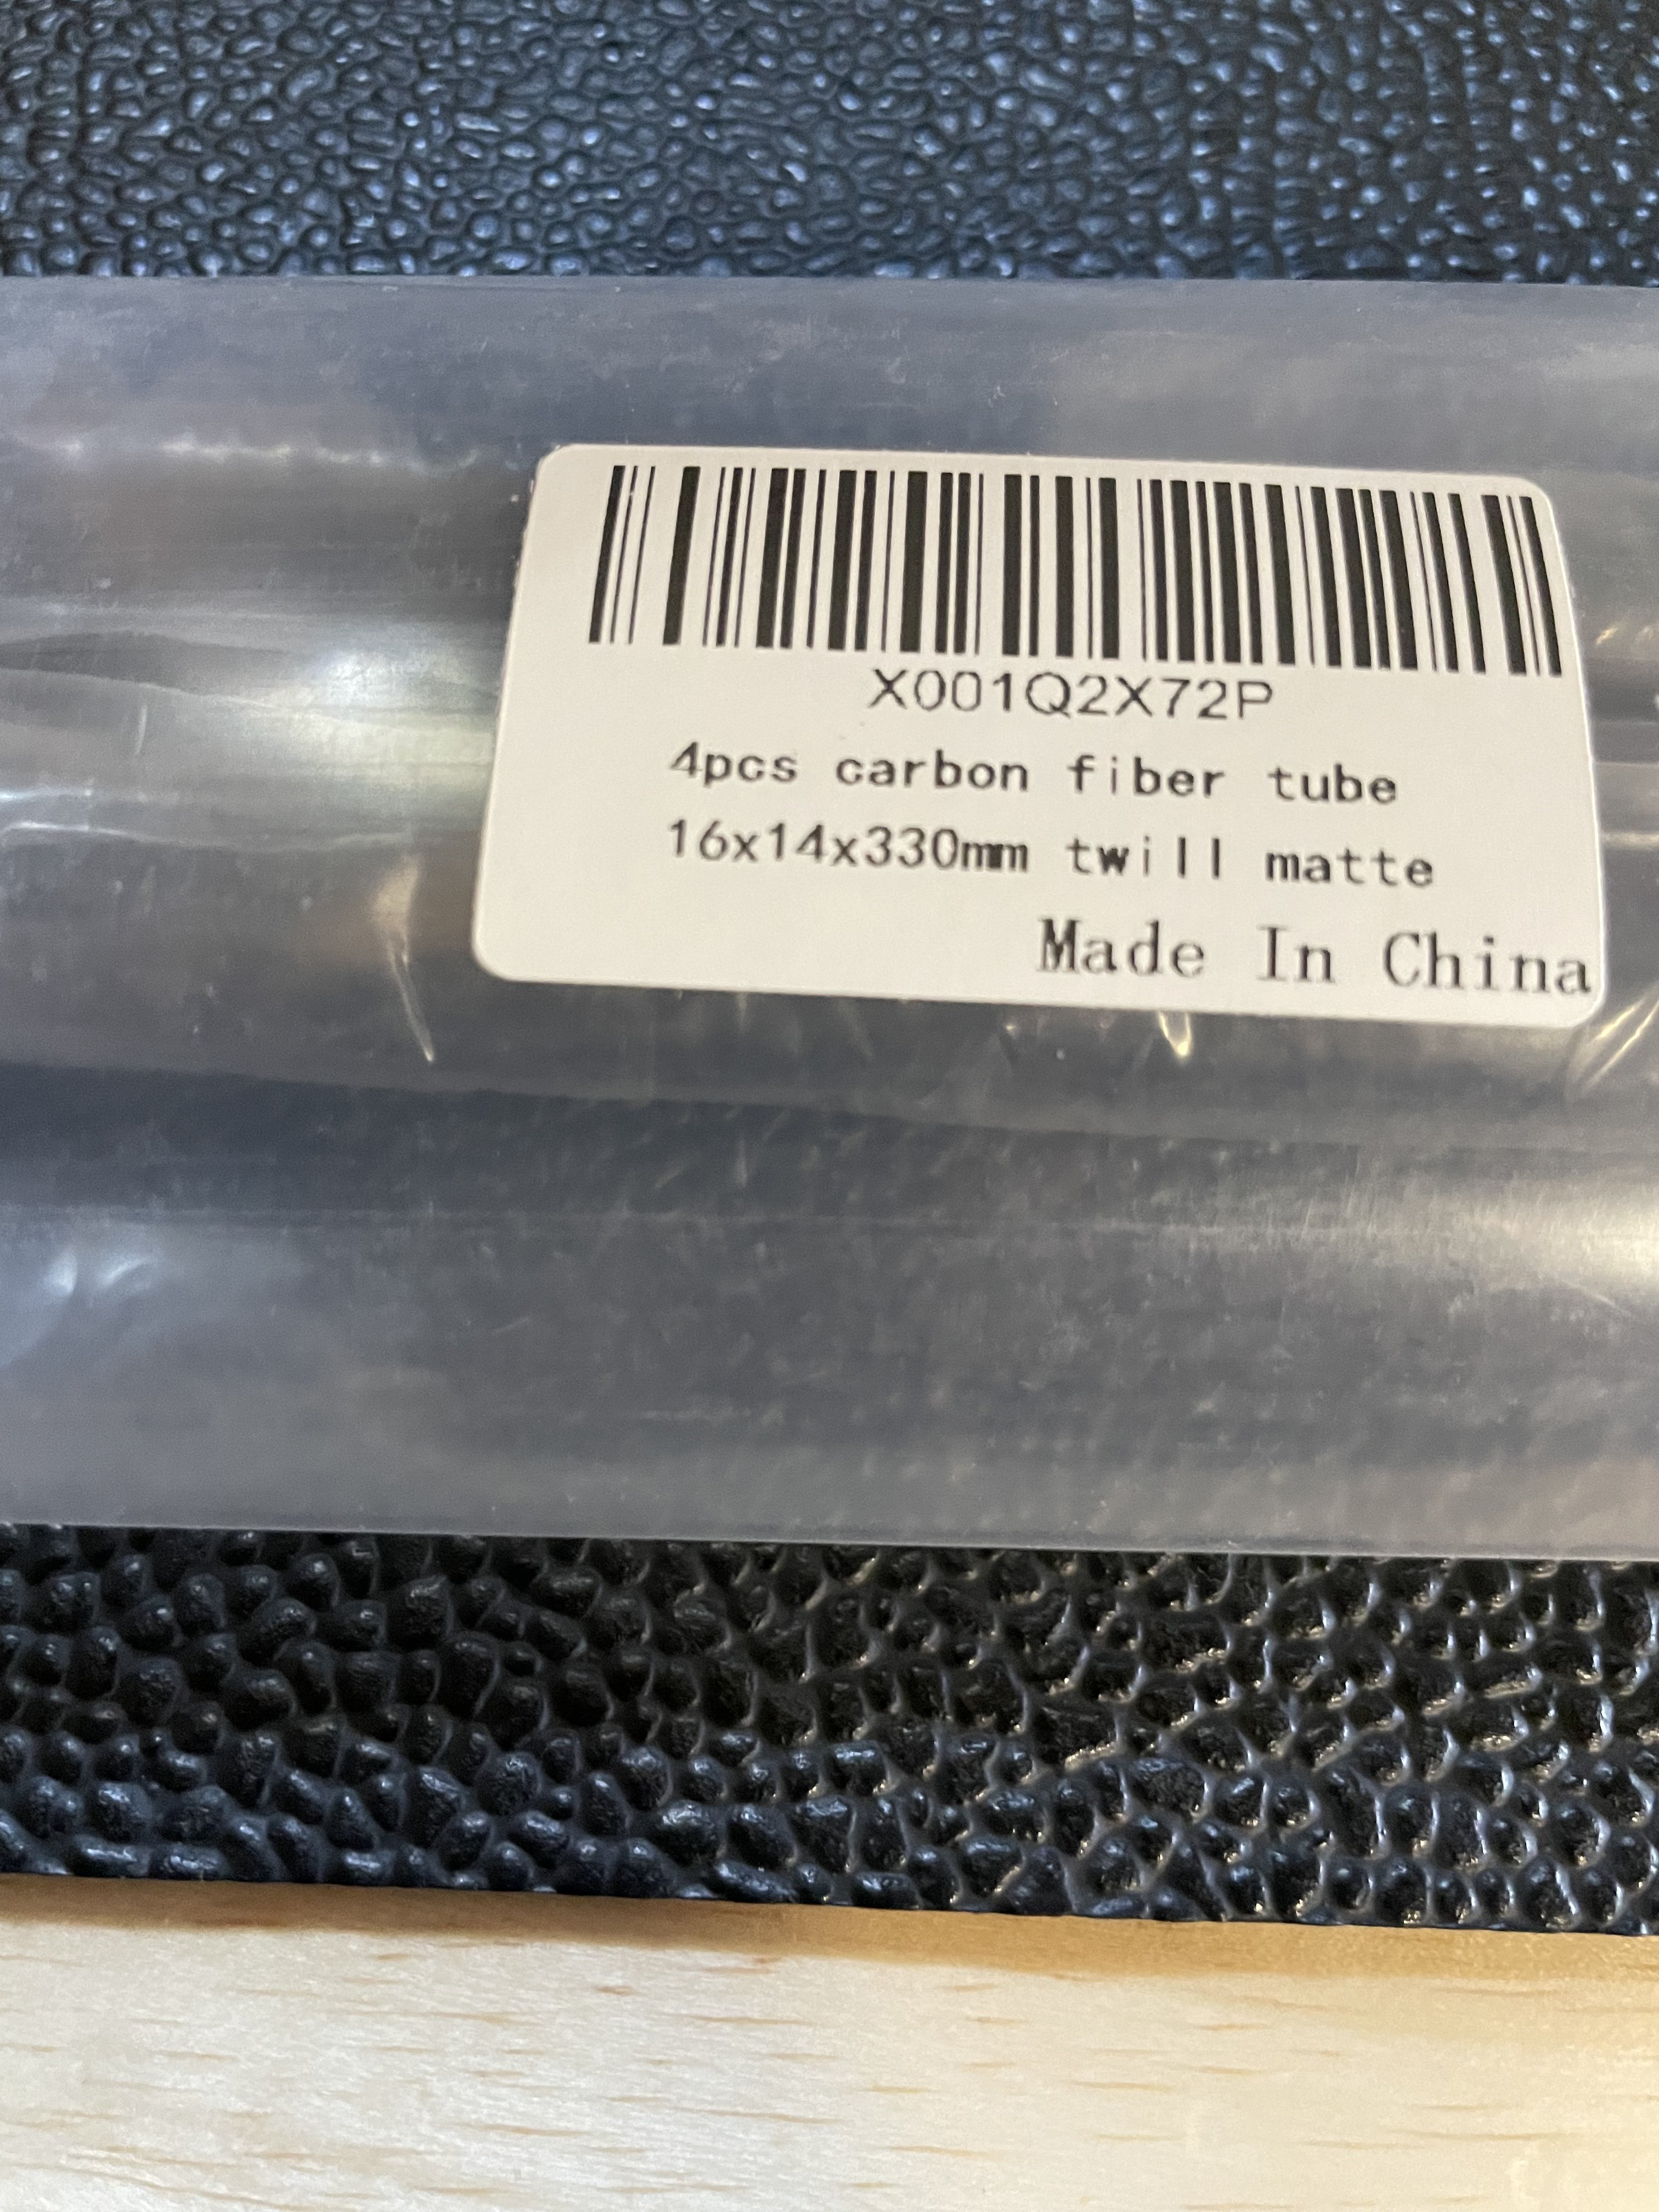 X001Q2X72P
4pcs carbon fiber tube
16x14x330mm twill matte
Made In China